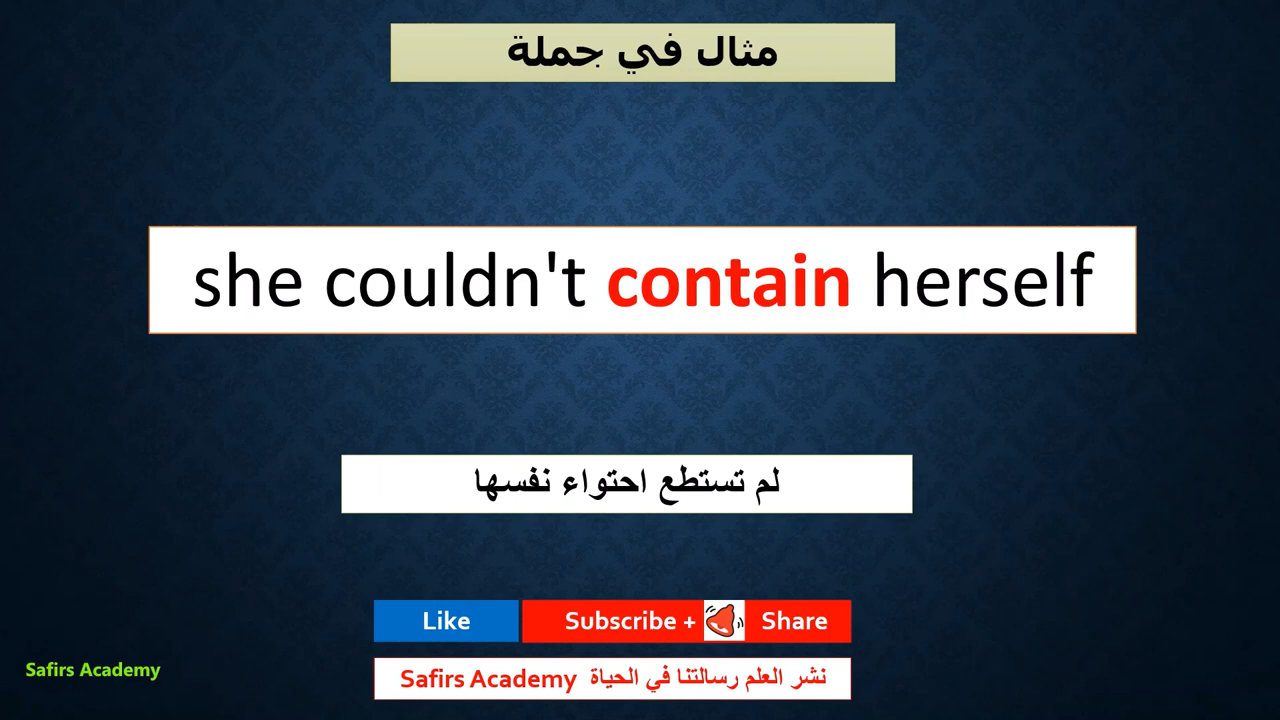 مثال في جملة
she couldn't contain herself
لم تستطع احتواء نفسها
Like Subscribe + Share
Safirs Academy نشر العلم رسالتنا في الحياة
Safirs Academy